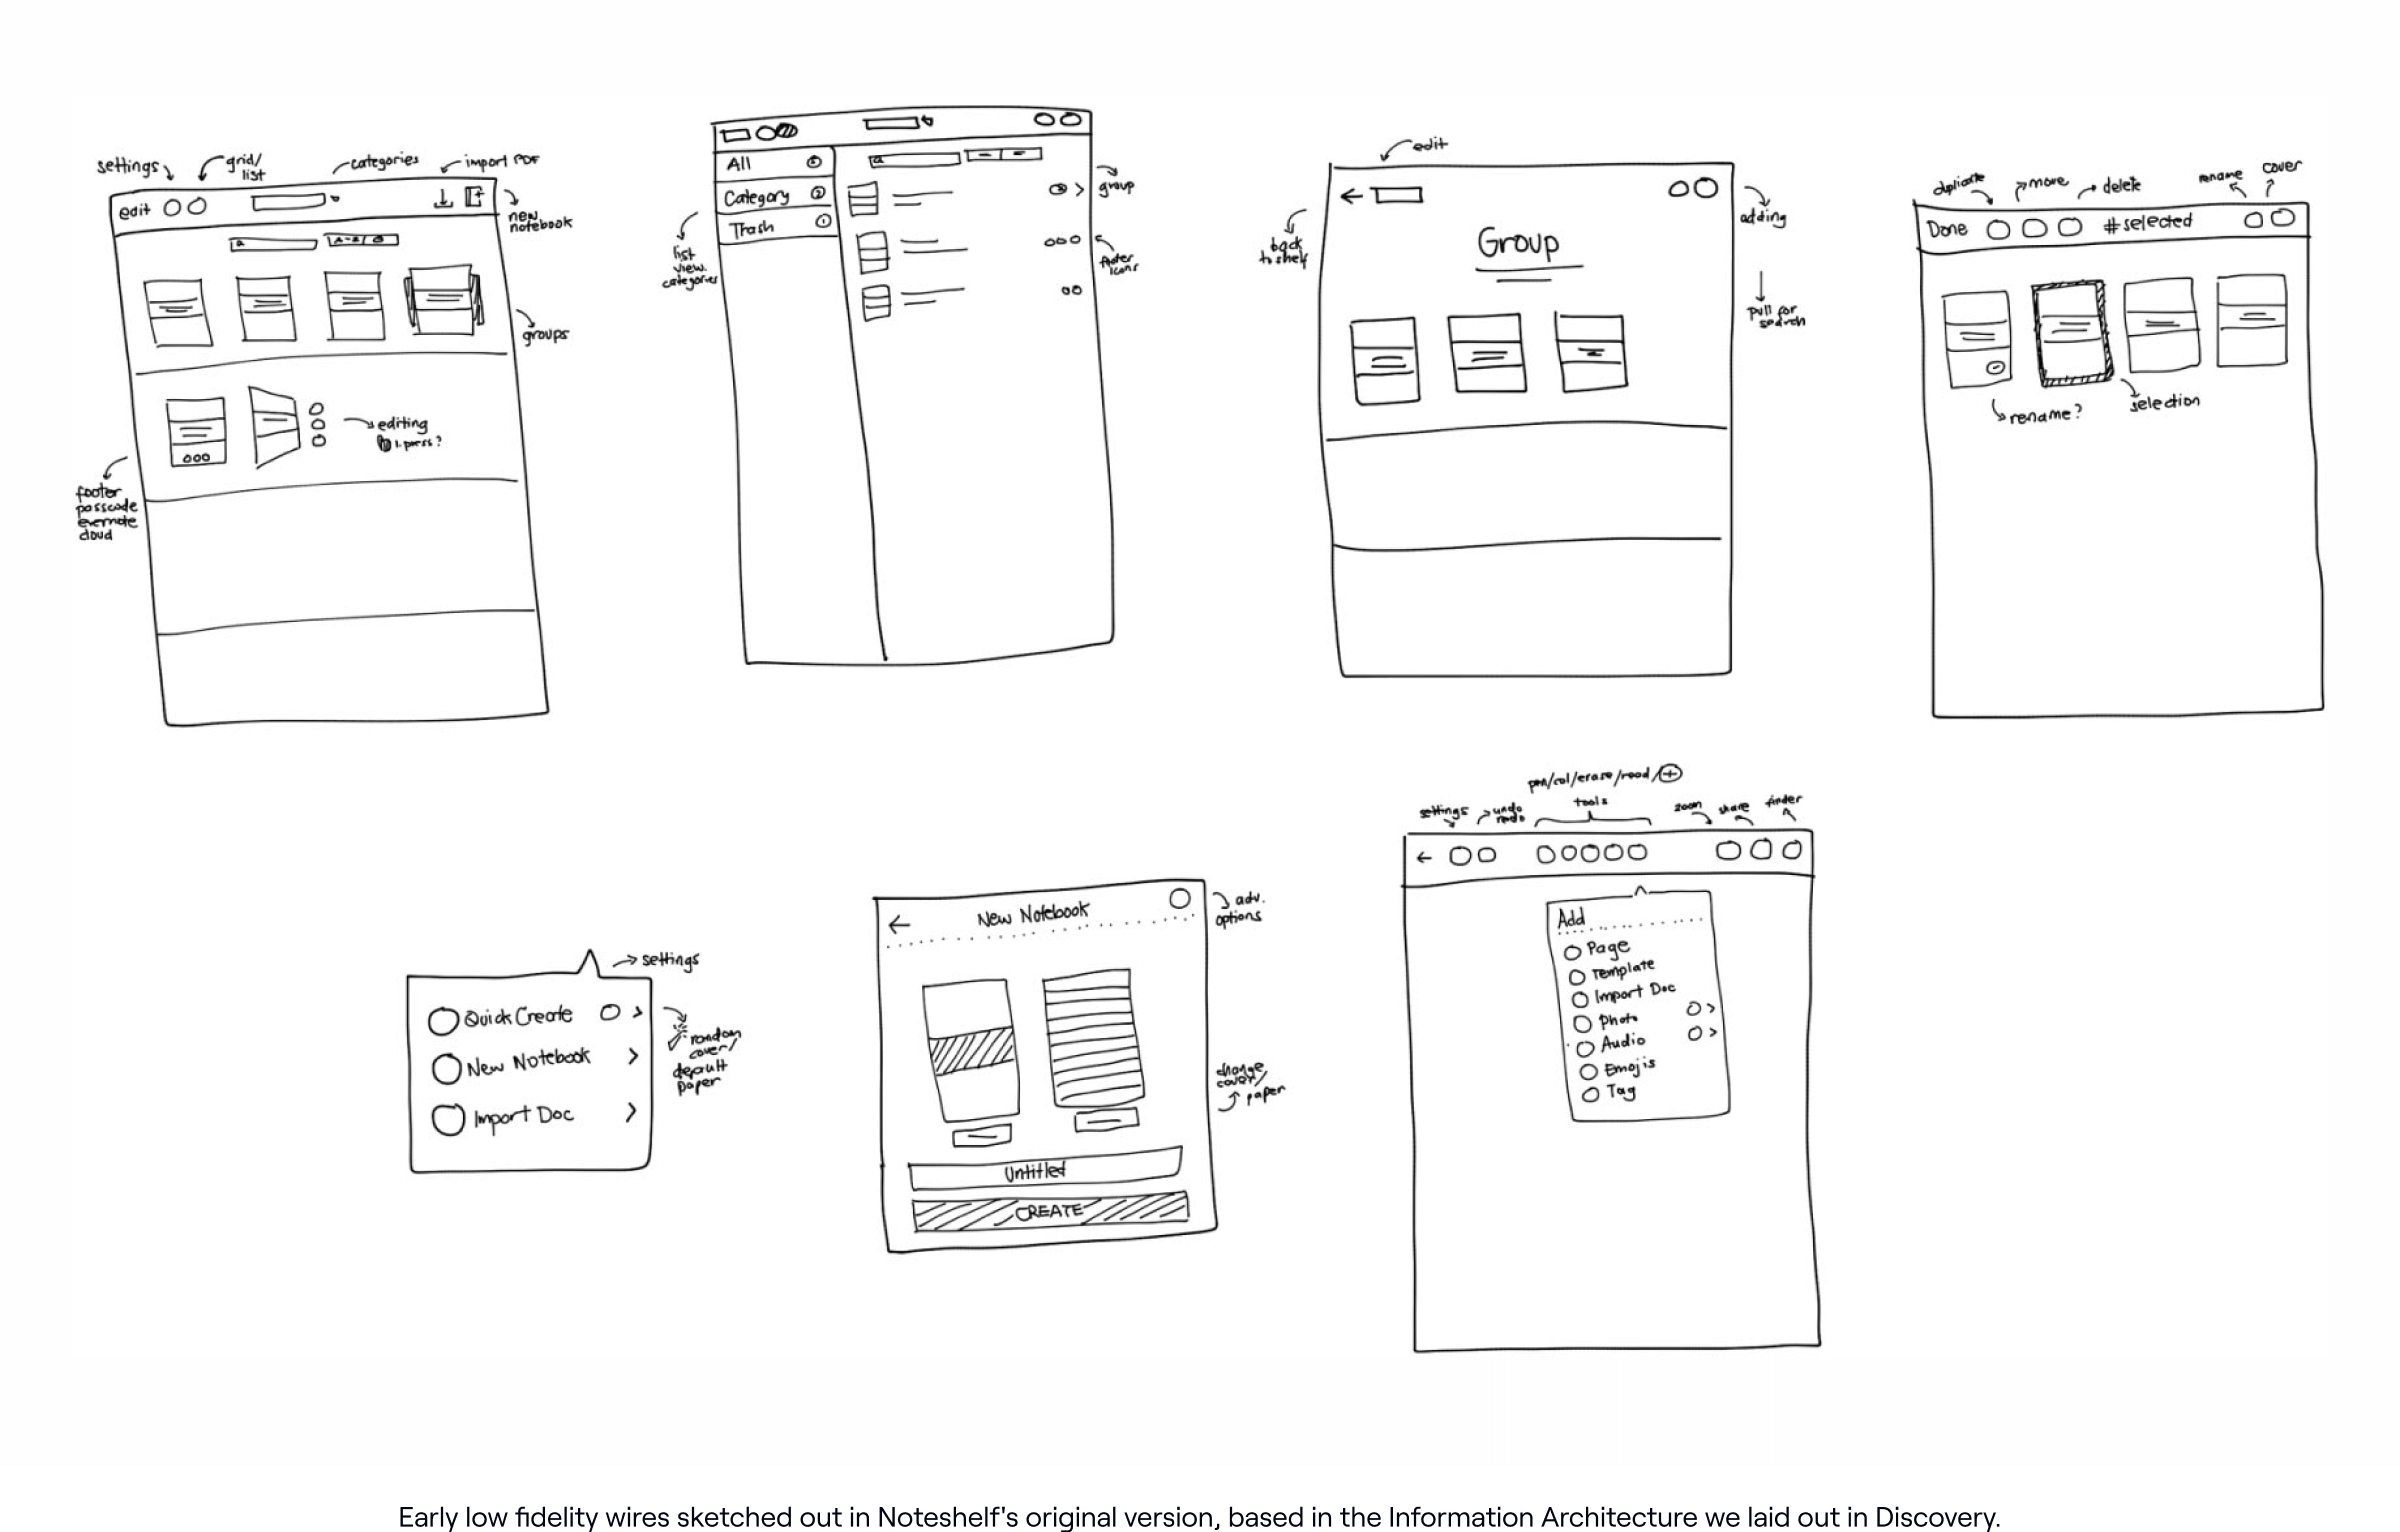 settings
grid/
list
categories
import PDF
edit
new
notebook
a
A-Z
groups
editing
l. press?
footer
passcode
evernote
cloud
All
Category
Trash
a
list
view
categories
group
footer
icons
edit
back
to shelf
Group
adding
pull for
search
duplicate
move
delete
rename
cover
Done
#selected
rename?
selection
settings
Quick Create
New Notebook
Import Doc
random
cover/
default
paper
New Notebook
adv.
options
change
cover/
paper
Untitled
CREATE
pen/col/erase/read/+
tools
settings
undo
redo
zoom
share
finder
Add
Page
Template
Import Doc
Photo
Audio
Emojis
Tag
Early low fidelity wires sketched out in Noteshelf's original version, based in the Information Architecture we laid out in Discovery.